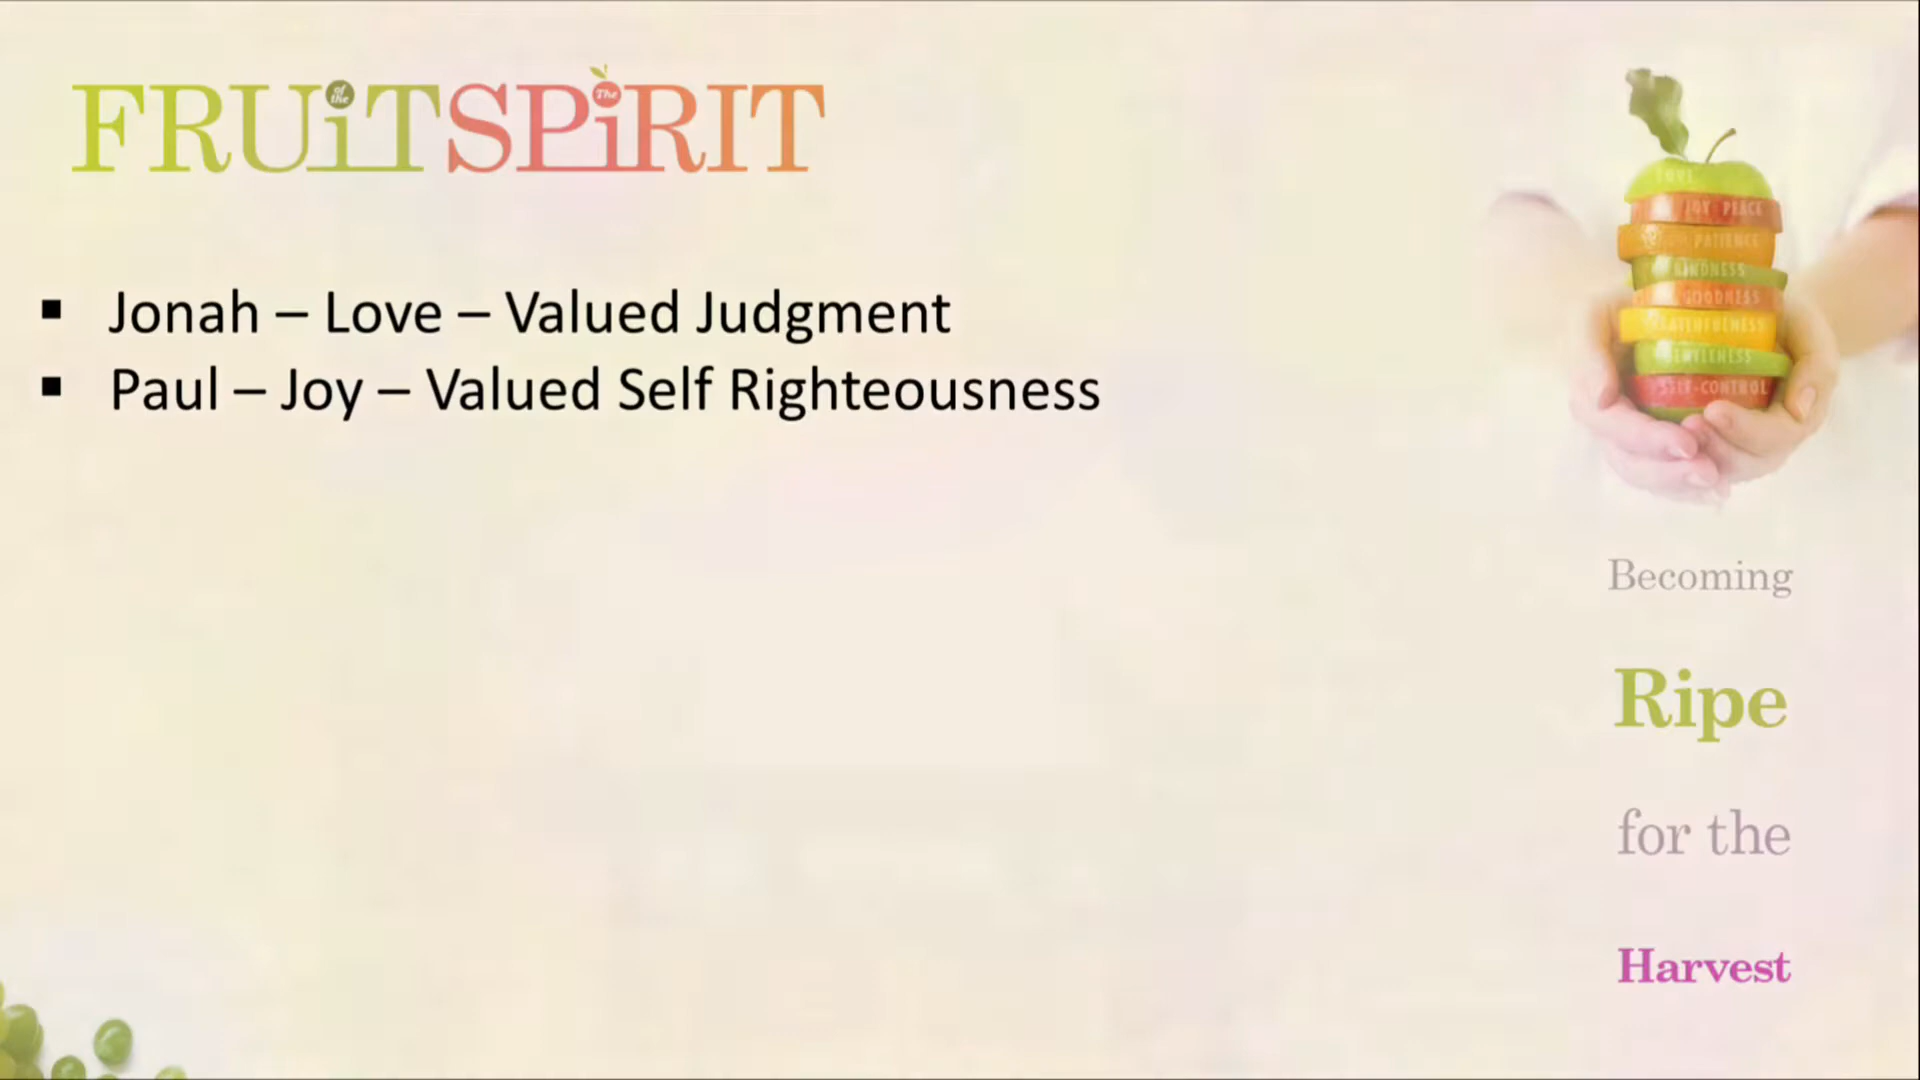 FRUiT of the SPiRIT The
▪ Jonah – Love – Valued Judgment
▪ Paul – Joy – Valued Self Righteousness
LOVE
JOY PEACE
PATIENCE
KINDNESS
GOODNESS
FAITHFULNESS
GENTLENESS
SELF-CONTROL
Becoming
Ripe
for the
Harvest